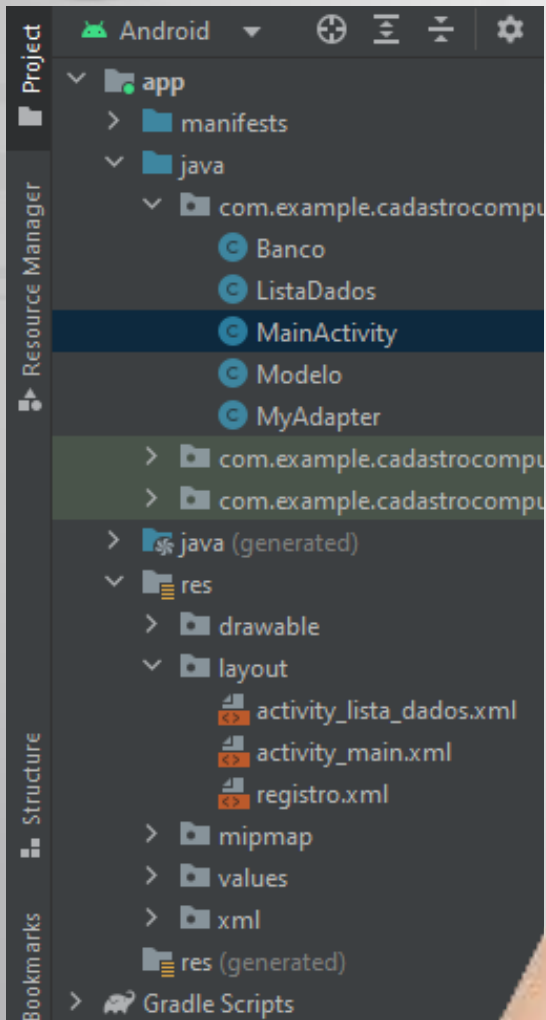 Project
Resource Manager
Structure
Bookmarks
Android
app
manifests
java
com.example.cadastrocompu
Banco
ListaDados
MainActivity
Modelo
MyAdapter
com.example.cadastrocompu
com.example.cadastrocompu
java (generated)
res
drawable
layout
activity_lista_dados.xml
activity_main.xml
registro.xml
mipmap
values
xml
res (generated)
Gradle Scripts